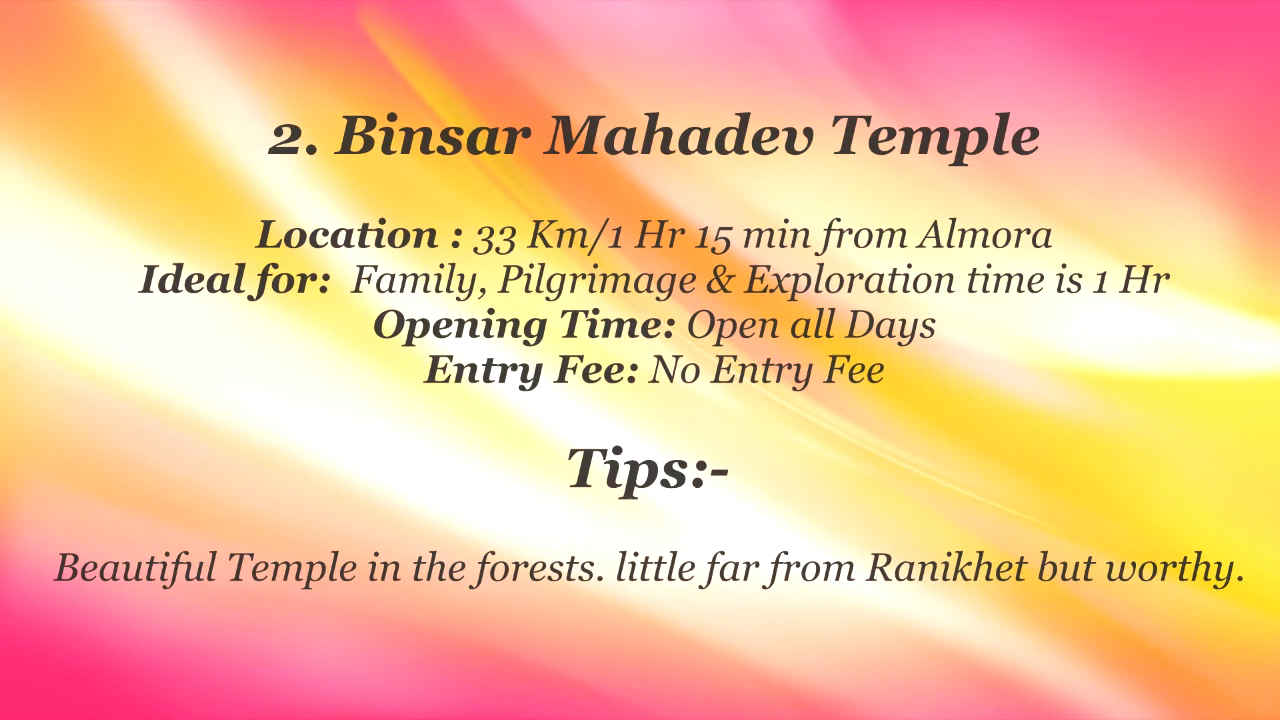 2. Binsar Mahadev Temple
Location : 33 Km/1 Hr 15 min from Almora
Ideal for: Family, Pilgrimage & Exploration time is 1 Hr
Opening Time: Open all Days
Entry Fee: No Entry Fee
Tips:-
Beautiful Temple in the forests. little far from Ranikhet but worthy.